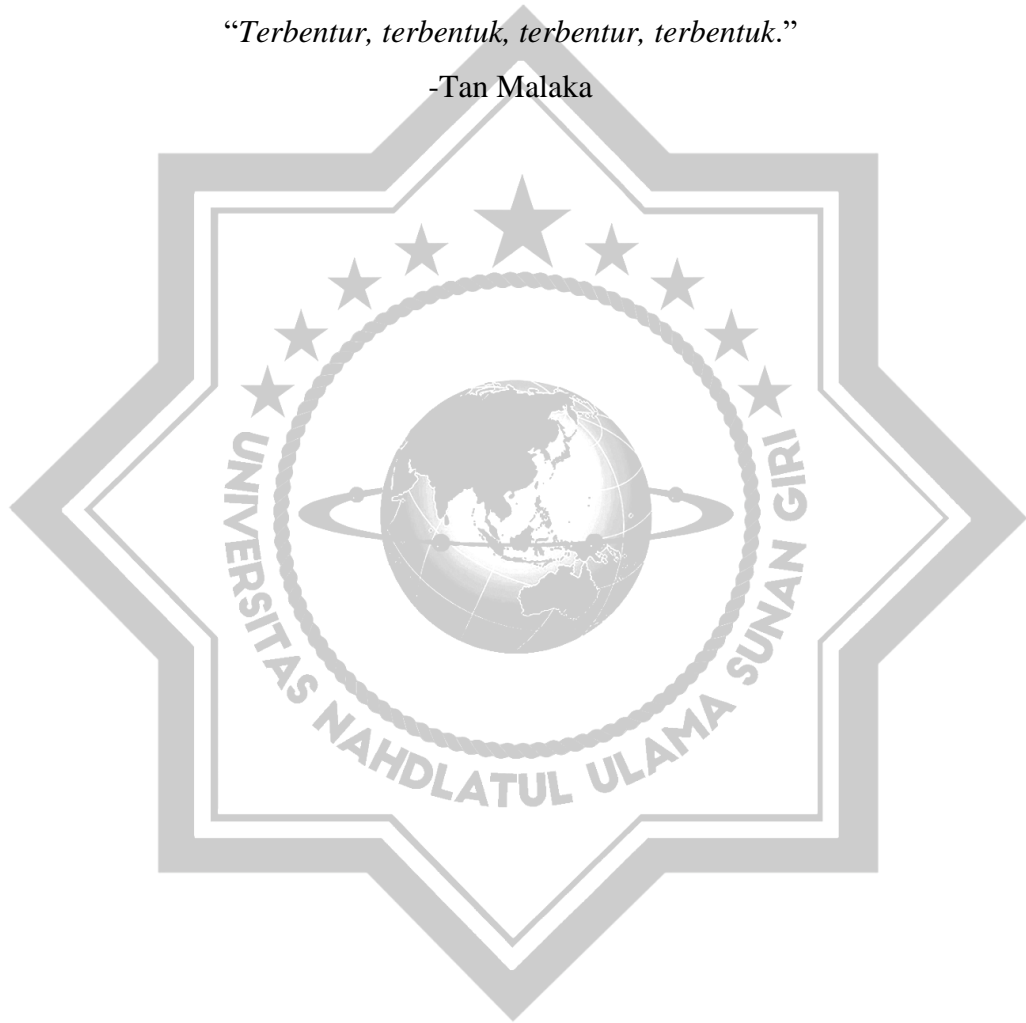 “Terbentur, terbentuk, terbentur, terbentuk.”
-Tan Malaka
UNIVERSITAS NAHDLATUL ULAMA SUNAN GIRI